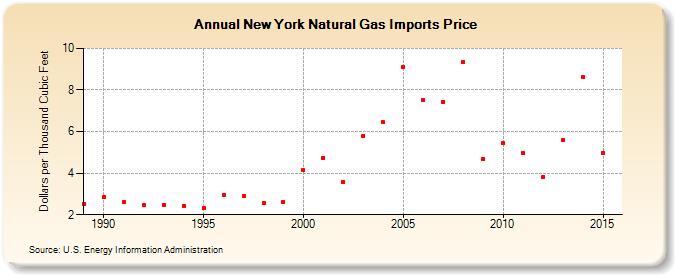 Annual New York Natural Gas Imports Price
Dollars per Thousand Cubic Feet
10
8
6
4
2
1990 1995 2000 2005 2010 2015
Source: U.S. Energy Information Administration